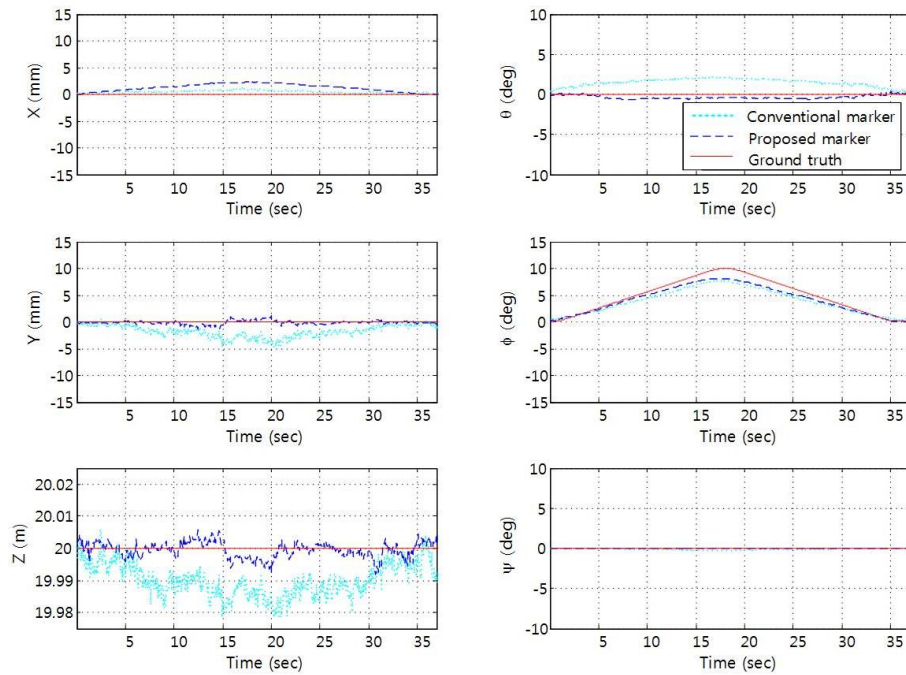 15
10
5
0
-5
-10
-15
X (mm)
5 10 15 20 25 30 35
Time (sec)
10
5
0
-5
-10
θ (deg)
Conventional marker
Proposed marker
Ground truth
5 10 15 20 25 30 35
Time (sec)
15
10
5
0
-5
-10
-15
Y (mm)
5 10 15 20 25 30 35
Time (sec)
15
10
5
0
-5
-10
-15
ϕ (deg)
5 10 15 20 25 30 35
Time (sec)
20.02
20.01
20
19.99
19.98
Z (m)
5 10 15 20 25 30 35
Time (sec)
10
5
0
-5
-10
Ψ (deg)
5 10 15 20 25 30 35
Time (sec)